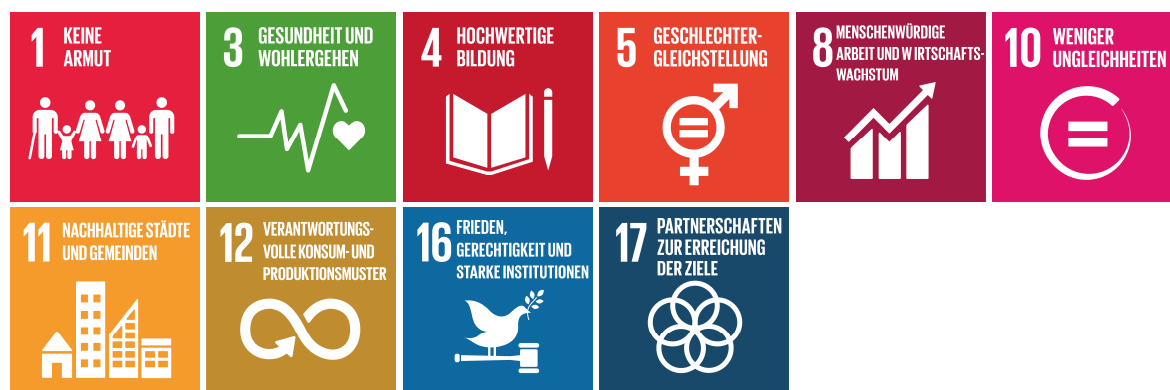 1 KEINE
ARMUT
3 GESUNDHEIT UND
WOHLERGEHEN
4 HOCHWERTIGE
BILDUNG
5 GESCHLECHTER-
GLEICHSTELLUNG
8 MENSCHENWÜRDIGE
ARBEIT UND WIRTSCHAFTS-
WACHSTUM
10 WENIGER
UNGLEICHHEITEN
11 NACHHALTIGE STÄDTE
UND GEMEINDEN
12 VERANTWORTUNGS-
VOLLE KONSUM- UND
PRODUKTIONSMUSTER
16 FRIEDEN,
GERECHTIGKEIT UND
STARKE INSTITUTIONEN
17 PARTNERSCHAFTEN
ZUR ERREICHUNG
DER ZIELE